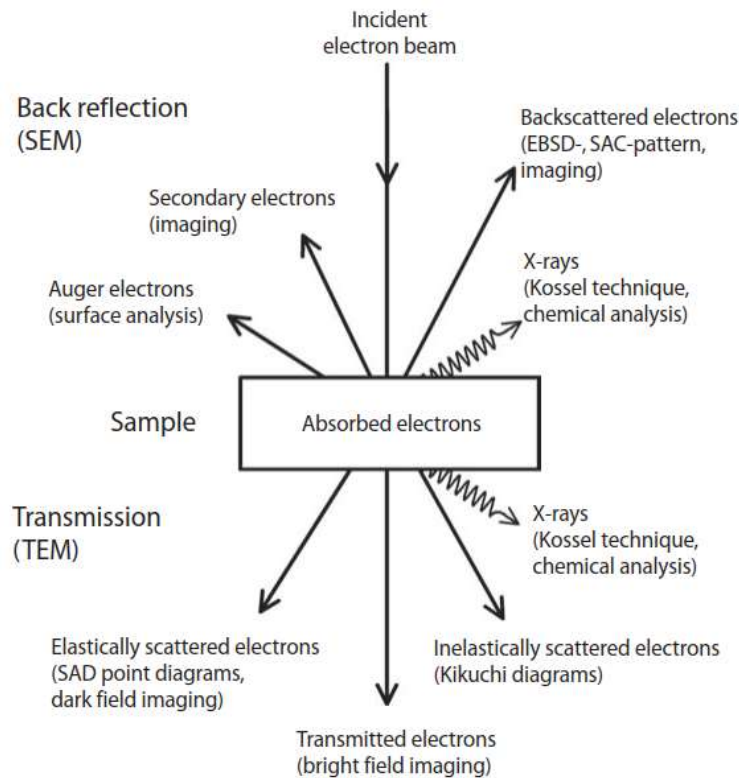 Incident
electron beam
Back reflection
(SEM)
Backscattered electrons
(EBSD-, SAC-pattern,
imaging)
Secondary electrons
(imaging)
X-rays
(Kossel technique,
chemical analysis)
Auger electrons
(surface analysis)
Sample
Absorbed electrons
Transmission
(TEM)
X-rays
(Kossel technique,
chemical analysis)
Elastically scattered electrons
(SAD point diagrams,
dark field imaging)
Inelastically scattered electrons
(Kikuchi diagrams)
Transmitted electrons
(bright field imaging)